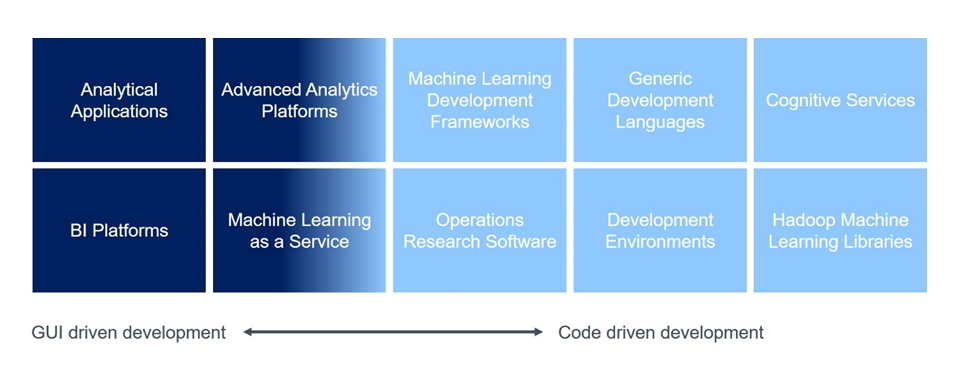 Analytical
Applications
Advanced Analytics
Platforms
Machine Learning
Development
Frameworks
Generic
Development
Languages
Cognitive Services
BI Platforms
Machine Learning
as a Service
Operations
Research Software
Development
Environments
Hadoop Machine
Learning Libraries
GUI driven development
Code driven development